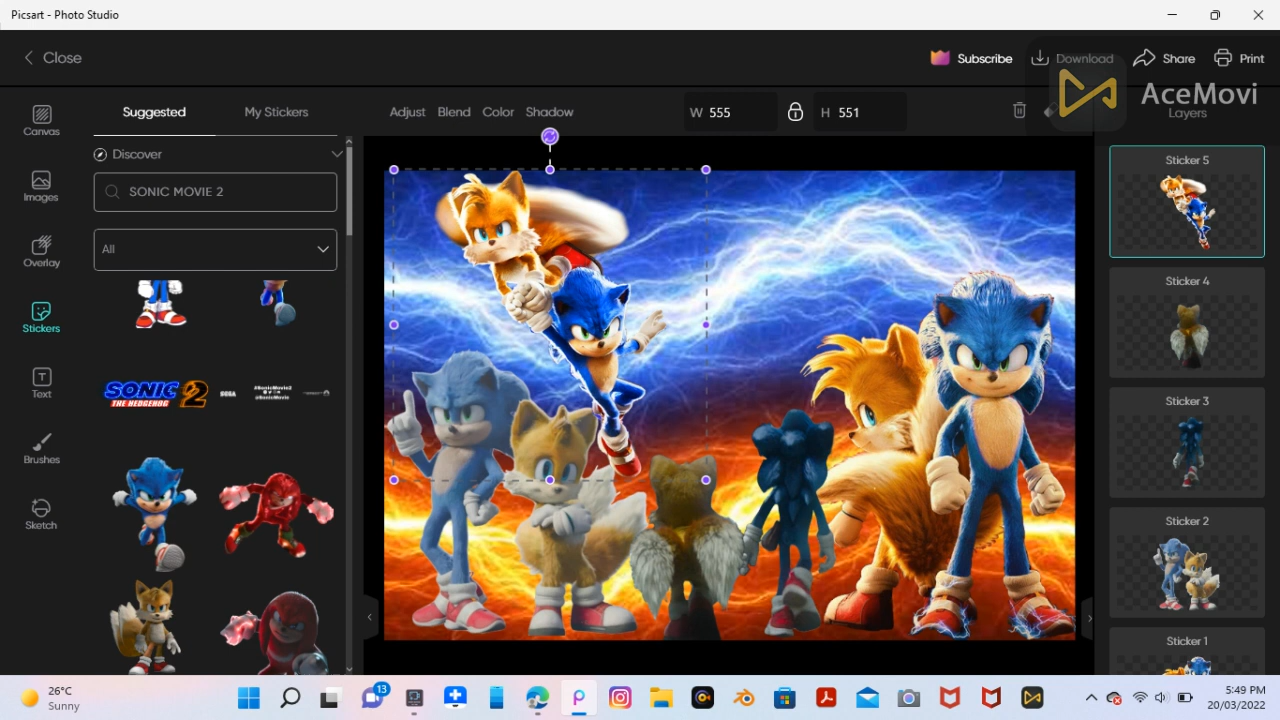 Picsart - Photo Studio
Close
Subscribe
Download
Share
Print
AceMovi
Canvas
Images
Overlay
Stickers
Text
Brushes
Sketch
Suggested
My Stickers
Discover
SONIC MOVIE 2
All
SONIC 2
THE HEDGEHOG
SEGA
#SonicMovie2
#SonicMovie
Adjust
Blend
Color
Shadow
W 555
H 551
Layers
Sticker 5
Sticker 4
Sticker 3
Sticker 2
Sticker 1
26°C
Sunny
13
5:49 PM
20/03/2022